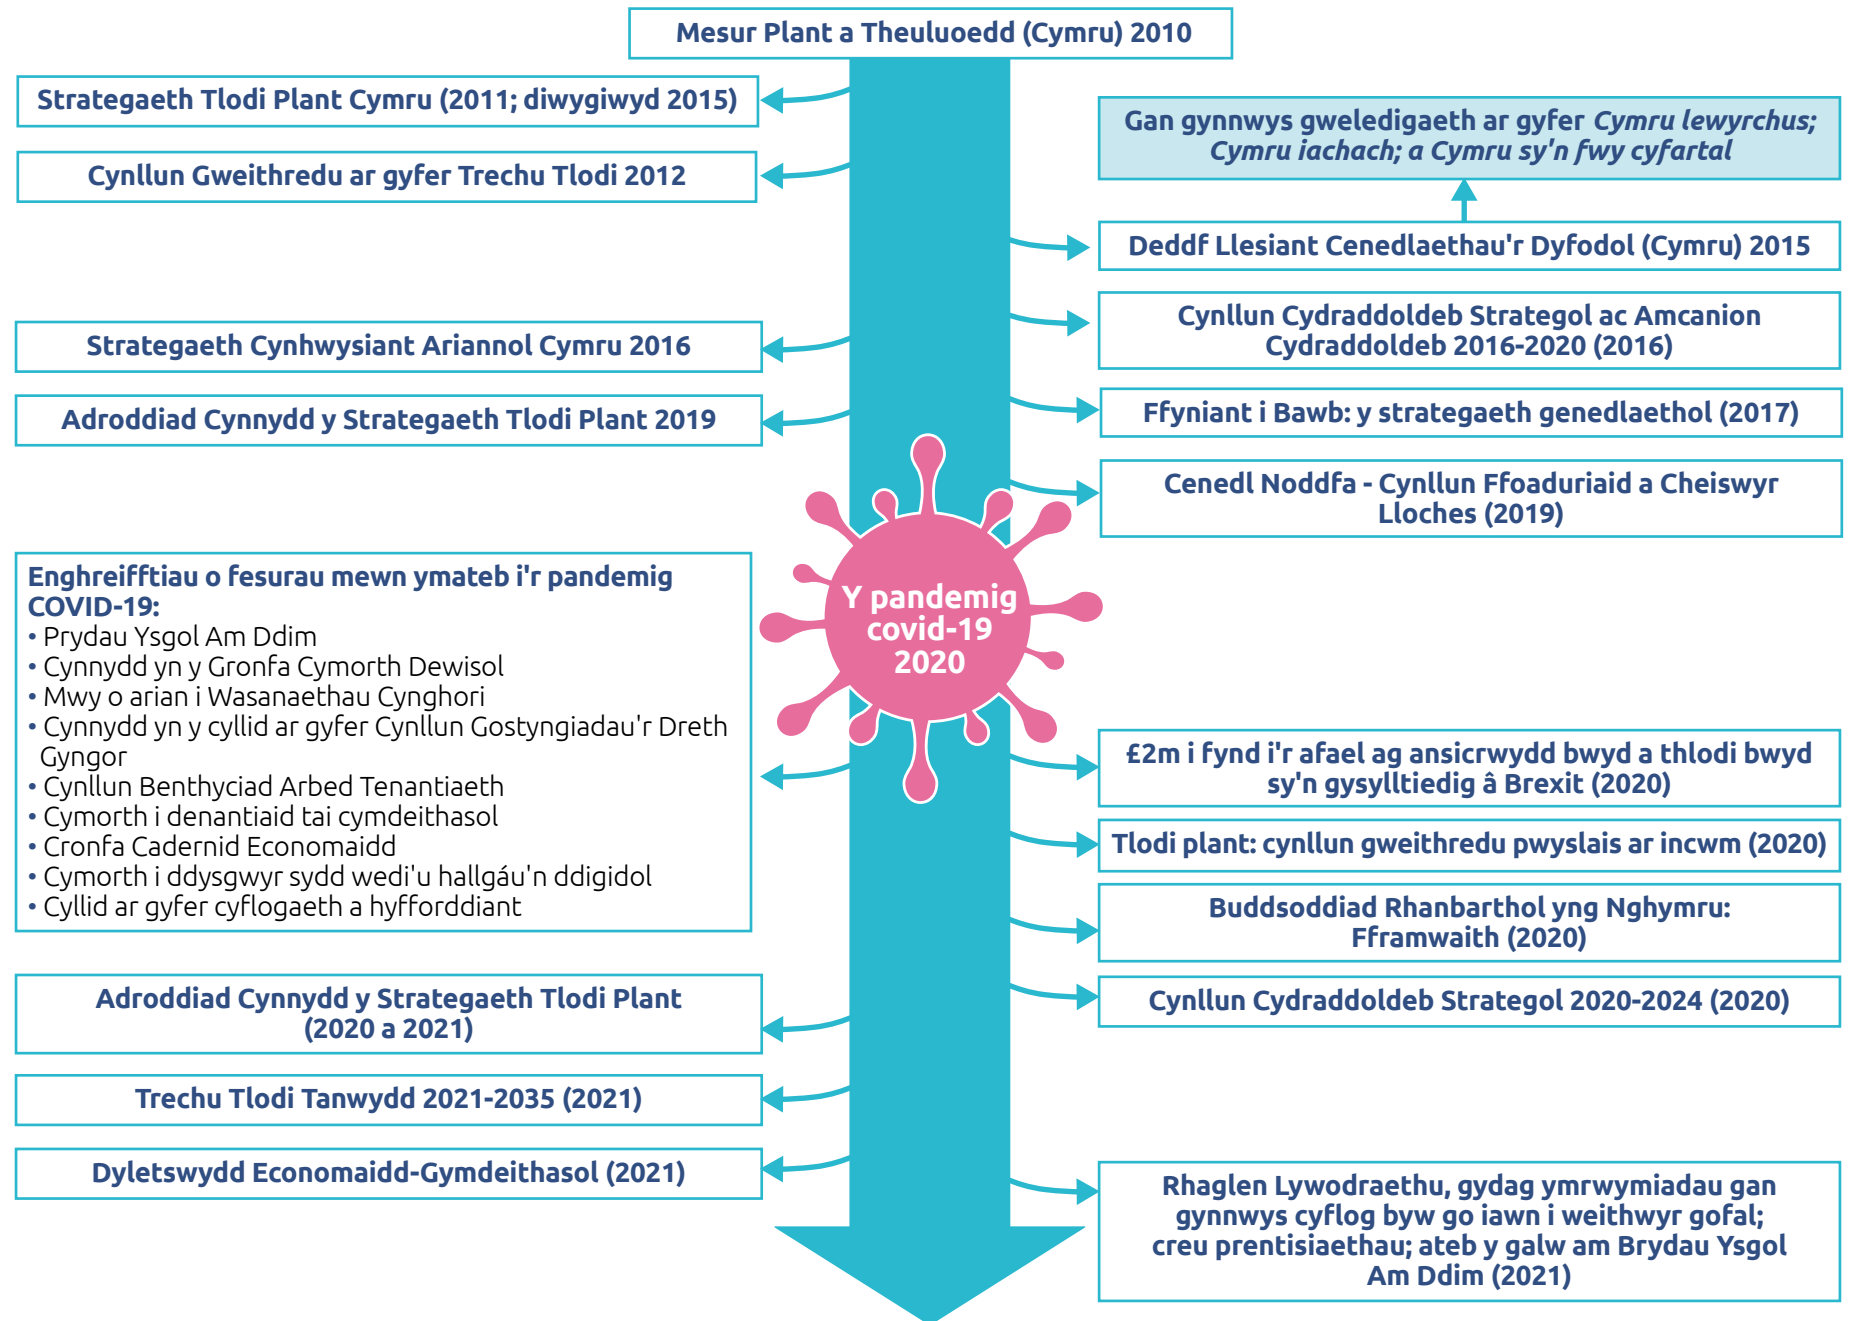 Mesur Plant a Theuluoedd (Cymru) 2010
Strategaeth Tlodi Plant Cymru (2011; diwygiwyd 2015)
Cynllun Gweithredu ar gyfer Trechu Tlodi 2012
Gan gynnwys gweledigaeth ar gyfer Cymru lewyrchus;
Cymru iachach; a Cymru sy'n fwy cyfartal
Deddf Llesiant Cenedlaethau'r Dyfodol (Cymru) 2015
Cynllun Cydraddoldeb Strategol ac Amcanion
Cydraddoldeb 2016-2020 (2016)
Strategaeth Cynhwysiant Ariannol Cymru 2016
Adroddiad Cynnydd y Strategaeth Tlodi Plant 2019
Ffyniant i Bawb: y strategaeth genedlaethol (2017)
Cenedl Noddfa - Cynllun Ffoaduriaid a Cheiswyr
Lloches (2019)
Y pandemig
covid-19
2020
Enghreifftiau o fesurau mewn ymateb i'r pandemig
COVID-19:
• Prydau Ysgol Am Ddim
• Cynnydd yn y Gronfa Cymorth Dewisol
• Mwy o arian i Wasanaethau Cynghori
• Cynnydd yn y cyllid ar gyfer Cynllun Gostyngiadau'r Dreth
Gyngor
• Cynllun Benthyciad Arbed Tenantiaeth
• Cymorth i denantiaid tai cymdeithasol
• Cronfa Cadernid Economaidd
• Cymorth i ddysgwyr sydd wedi'u hallgáu'n ddigidol
• Cyllid ar gyfer cyflogaeth a hyfforddiant
£2m i fynd i'r afael ag ansicrwydd bwyd a thlodi bwyd
sy'n gysylltiedig â Brexit (2020)
Tlodi plant: cynllun gweithredu pwyslais ar incwm (2020)
Buddsoddiad Rhanbarthol yng Nghymru:
Fframwaith (2020)
Cynllun Cydraddoldeb Strategol 2020-2024 (2020)
Adroddiad Cynnydd y Strategaeth Tlodi Plant
(2020 a 2021)
Trechu Tlodi Tanwydd 2021-2035 (2021)
Dyletswydd Economaidd-Gymdeithasol (2021)
Rhaglen Lywodraethu, gydag ymrwymiadau gan
gynnwys cyflog byw go iawn i weithwyr gofal;
creu prentisiaethau; ateb y galw am Brydau Ysgol
Am Ddim (2021)